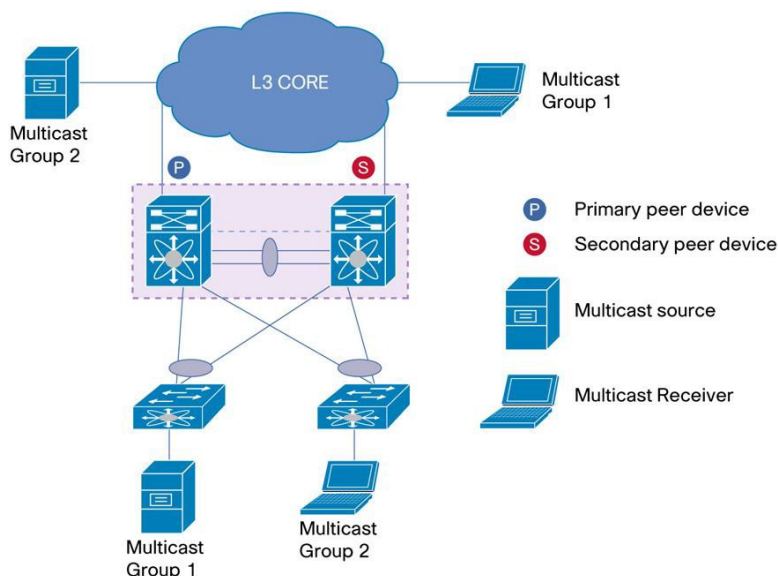 L3 CORE
Multicast
Group 2
Multicast
Group 1
P
S
P Primary peer device
S Secondary peer device
Multicast source
Multicast Receiver
Multicast
Group 1
Multicast
Group 2